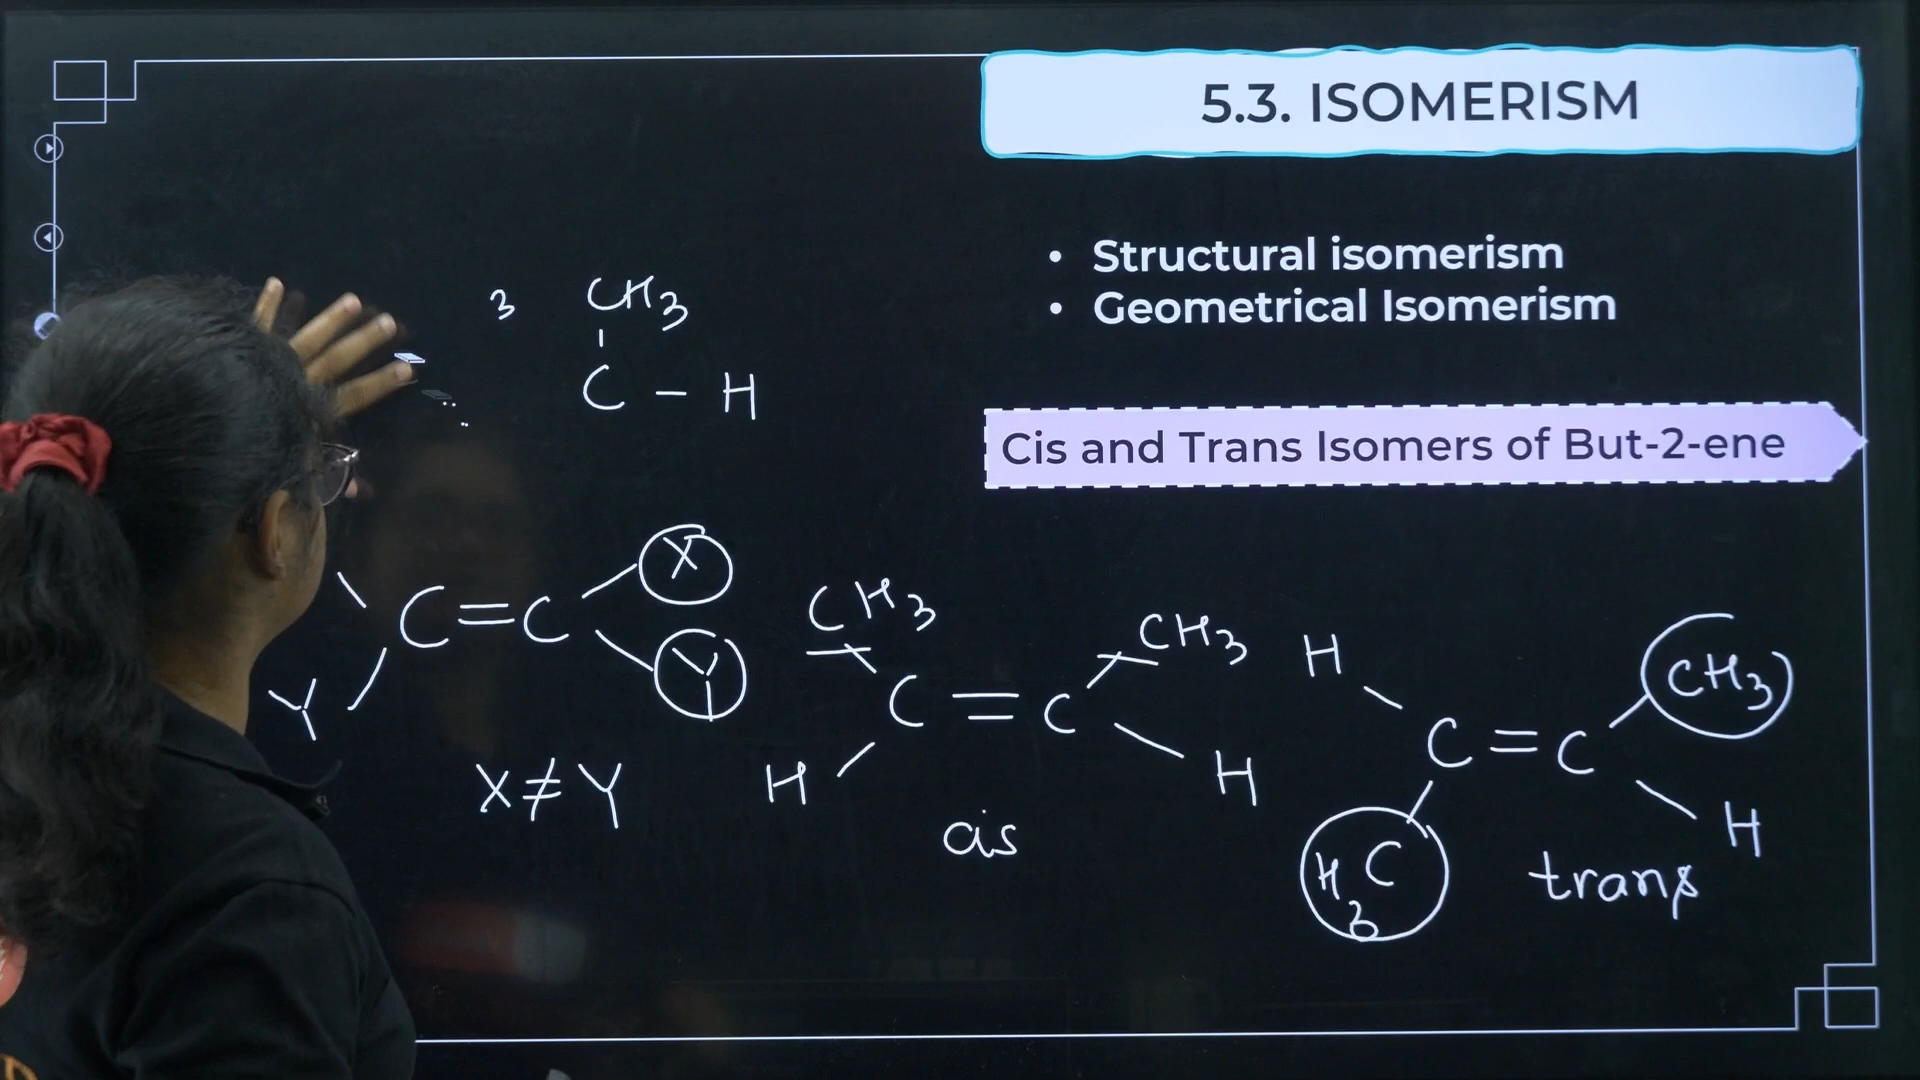 5.3. ISOMERISM
• Structural isomerism
• Geometrical Isomerism
Cis and Trans Isomers of But-2-ene
3
CH3
C - H
X
C = C
Y
Y
X ≠ Y
CH3
CH3
C = C
H
H
cis
H
CH3
C = C
H3C
H
trans